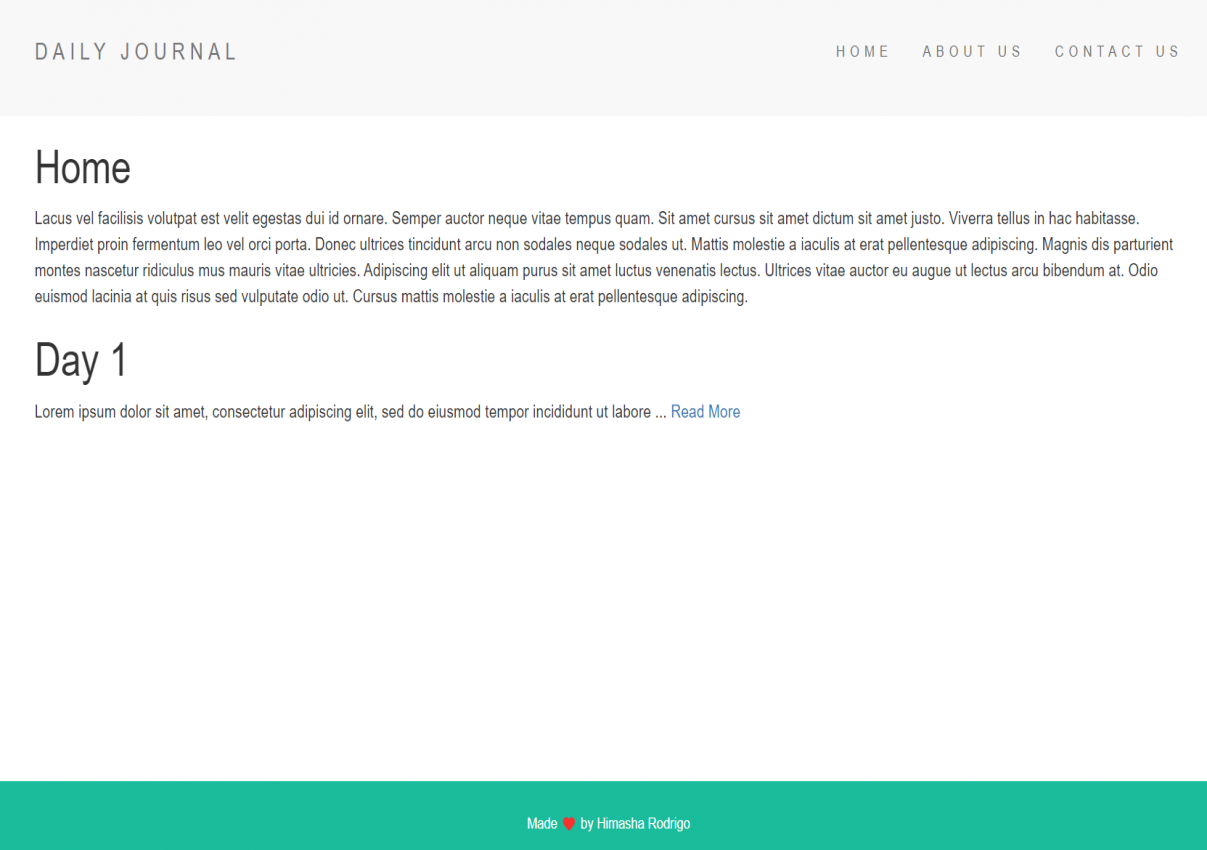 DAILY JOURNAL
HOME ABOUT US CONTACT US
Home
Lacus vel facilisis volutpat est velit egestas dui id ornare. Semper auctor neque vitae tempus quam. Sit amet cursus sit amet dictum sit amet justo. Viverra tellus in hac habitasse.
Imperdiet proin fermentum leo vel orci porta. Donec ultrices tincidunt arcu non sodales neque sodales ut. Mattis molestie a iaculis at erat pellentesque adipiscing. Magnis dis parturient
montes nascetur ridiculus mus mauris vitae ultricies. Adipiscing elit ut aliquam purus sit amet luctus venenatis lectus. Ultrices vitae auctor eu augue ut lectus arcu bibendum at. Odio
euismod lacinia at quis risus sed vulputate odio ut. Cursus mattis molestie a iaculis at erat pellentesque adipiscing.
Day 1
Lorem ipsum dolor sit amet, consectetur adipiscing elit, sed do eiusmod tempor incididunt ut labore ... Read More
Made ❤️ by Himasha Rodrigo